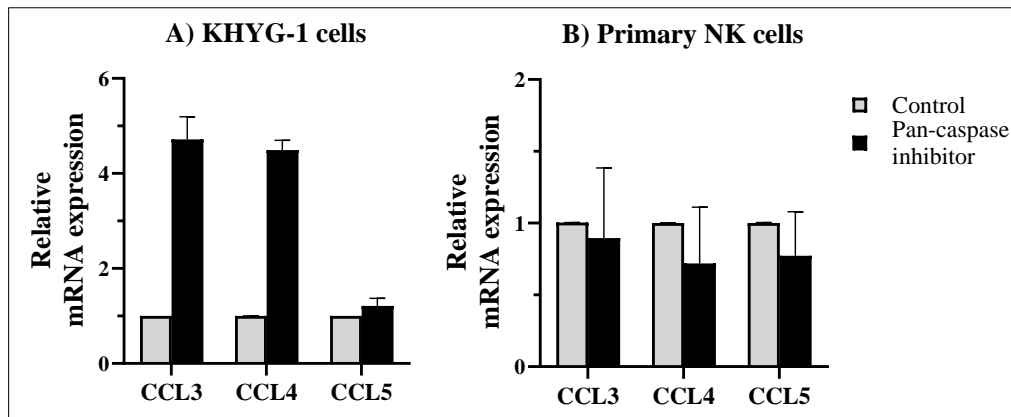 A) KHYG-1 cells
Relative
mRNA expression
6
4
2
0
CCL3 CCL4 CCL5
B) Primary NK cells
Relative
mRNA expression
2
1
0
CCL3 CCL4 CCL5
Control
Pan-caspase
inhibitor